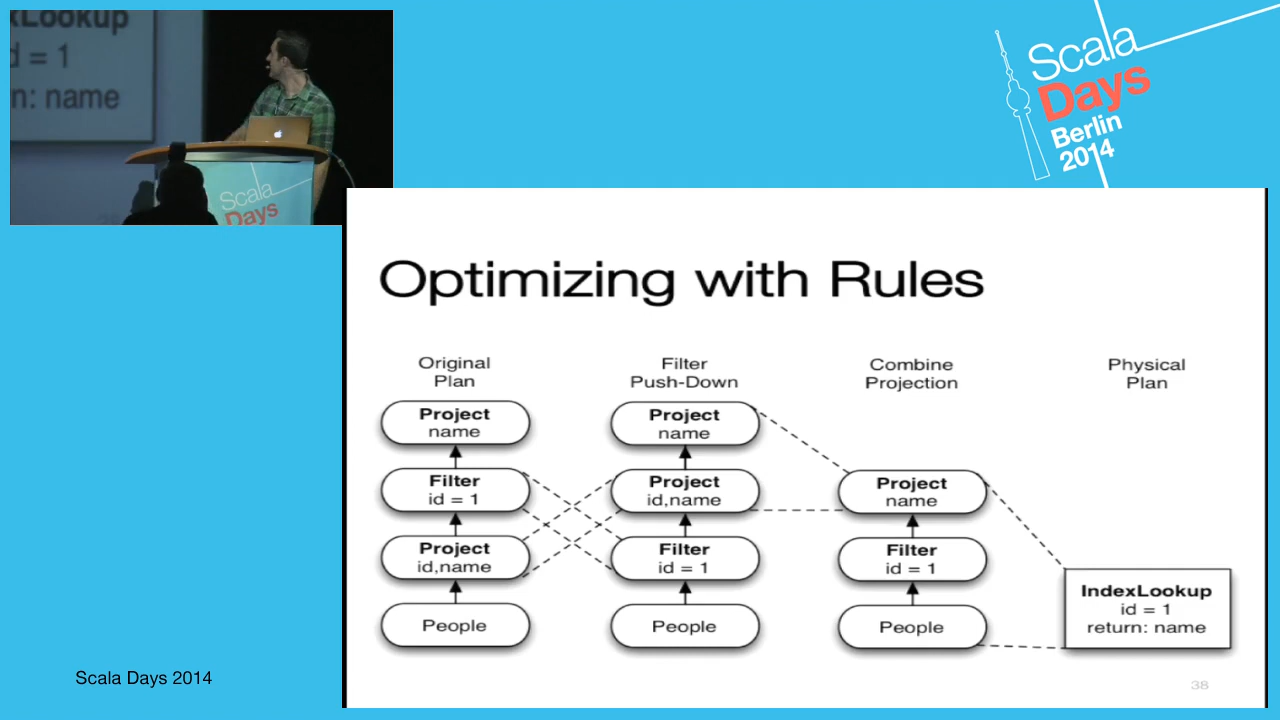 xLookup
d = 1
n: name
Scala
Days
Scala
Days
Berlin
2014
Optimizing with Rules
Original
Plan
Filter
Push-Down
Combine
Projection
Physical
Plan
Project
name
Filter
id = 1
Project
id,name
People
Project
name
Project
id,name
Filter
id = 1
People
Project
name
Filter
id = 1
People
IndexLookup
id = 1
return: name
38
Scala Days 2014